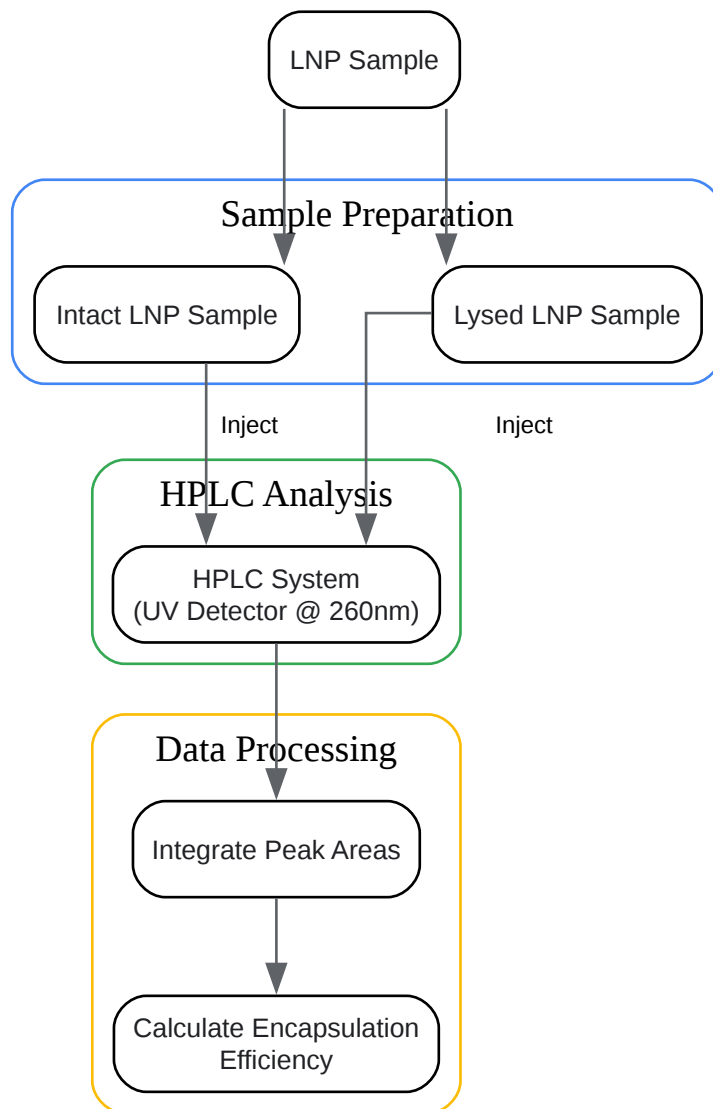 LNP Sample
Sample Preparation
Intact LNP Sample
Lysed LNP Sample
Inject
Inject
HPLC Analysis
HPLC System
(UV Detector @ 260nm)
Data Processing
Integrate Peak Areas
Calculate Encapsulation
Efficiency